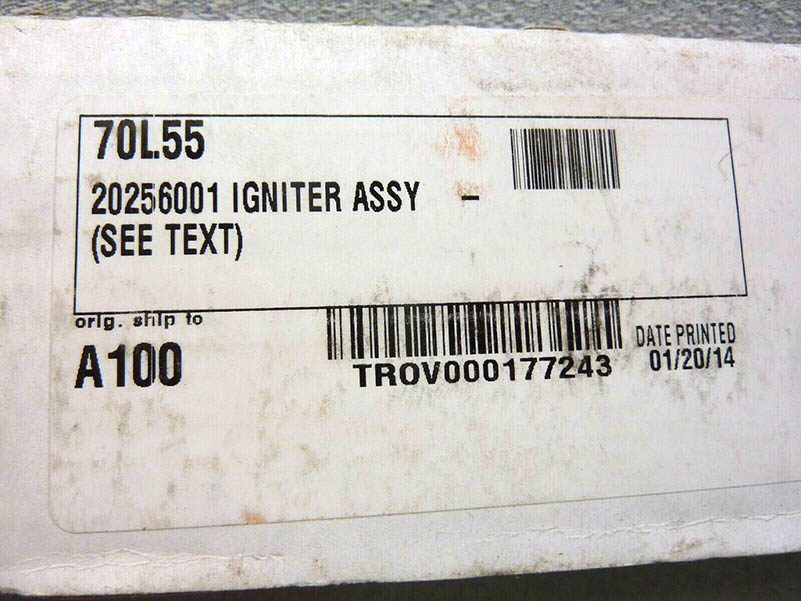 70L55
20256001 IGNITER ASSY -
(SEE TEXT)
orig. ship to
A100
TROV000177243
DATE PRINTED
01/20/14